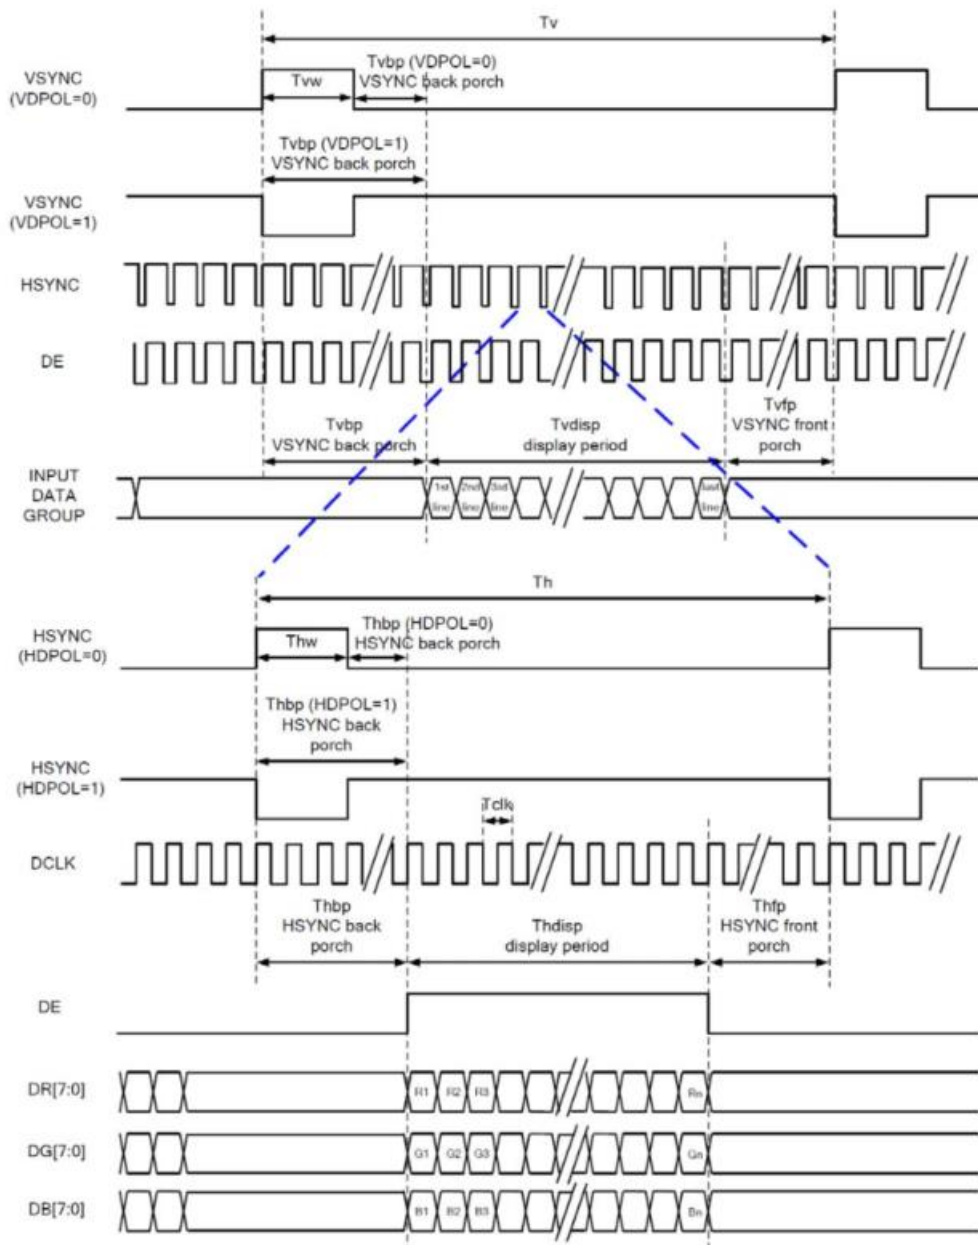 Tv
VSYNC
(VDPOL=0)
Tvw
Tvbp (VDPOL=0)
VSYNC back porch
Tvbp (VDPOL=1)
VSYNC back porch
VSYNC
(VDPOL=1)
HSYNC
DE
Tvbp
VSYNC back porch
Tvdisp
display period
Tvfp
VSYNC front
porch
INPUT
DATA
GROUP
1st
line
2nd
line
3rd
line
last
line
Th
HSYNC
(HDPOL=0)
Thw
Thbp (HDPOL=0)
HSYNC back porch
Thbp (HDPOL=1)
HSYNC back
porch
HSYNC
(HDPOL=1)
Tclk
DCLK
Thbp
HSYNC back
porch
Thdisp
display period
Thfp
HSYNC front
porch
DE
DR[7:0]
R1 R2 R3 Rn
DG[7:0]
G1 G2 G3 Gn
DB[7:0]
B1 B2 B3 Bn